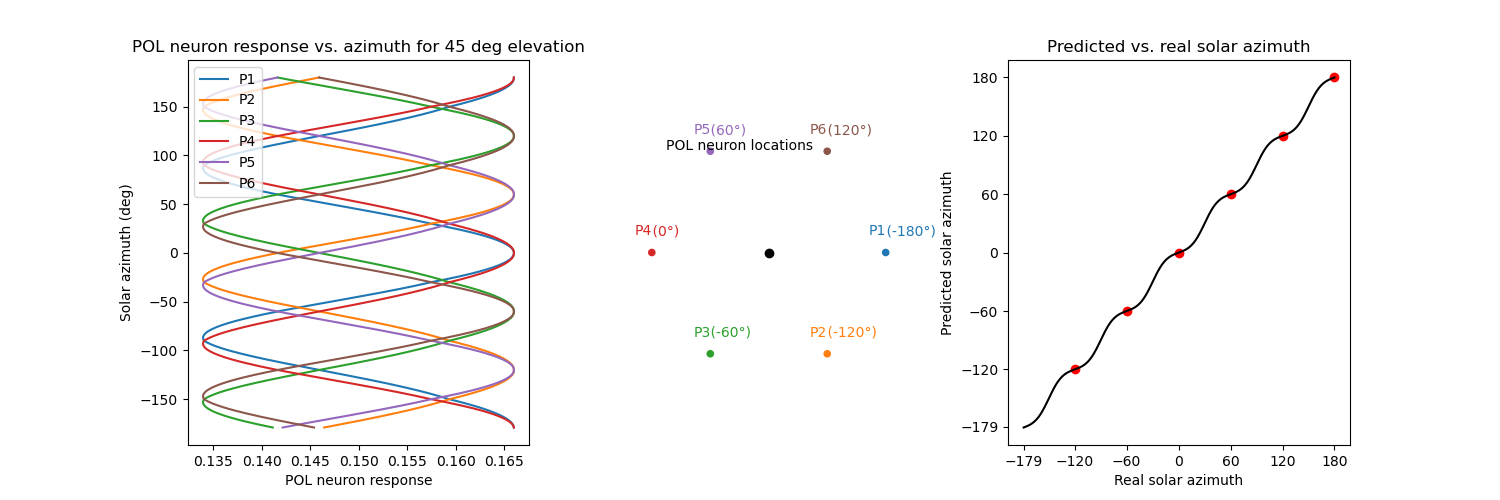 POL neuron response vs. azimuth for 45 deg elevation
Solar azimuth (deg)
150
100
50
0
−50
−100
−150
P1
P2
P3
P4
P5
P6
0.135 0.140 0.145 0.150 0.155 0.160 0.165
POL neuron response
POL neuron locations
P5(60°)
P6(120°)
P4(0°)
P1(-180°)
P3(-60°)
P2(-120°)
Predicted vs. real solar azimuth
Predicted solar azimuth
180
120
60
0
−60
−120
−179
−179 −120 −60 0 60 120 180
Real solar azimuth